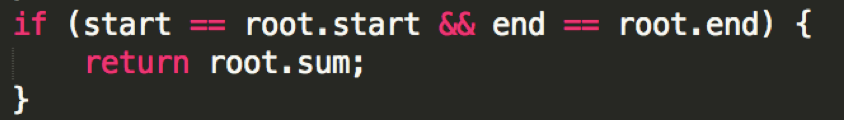 if (start == root.start && end == root.end) {
    return root.sum;
}